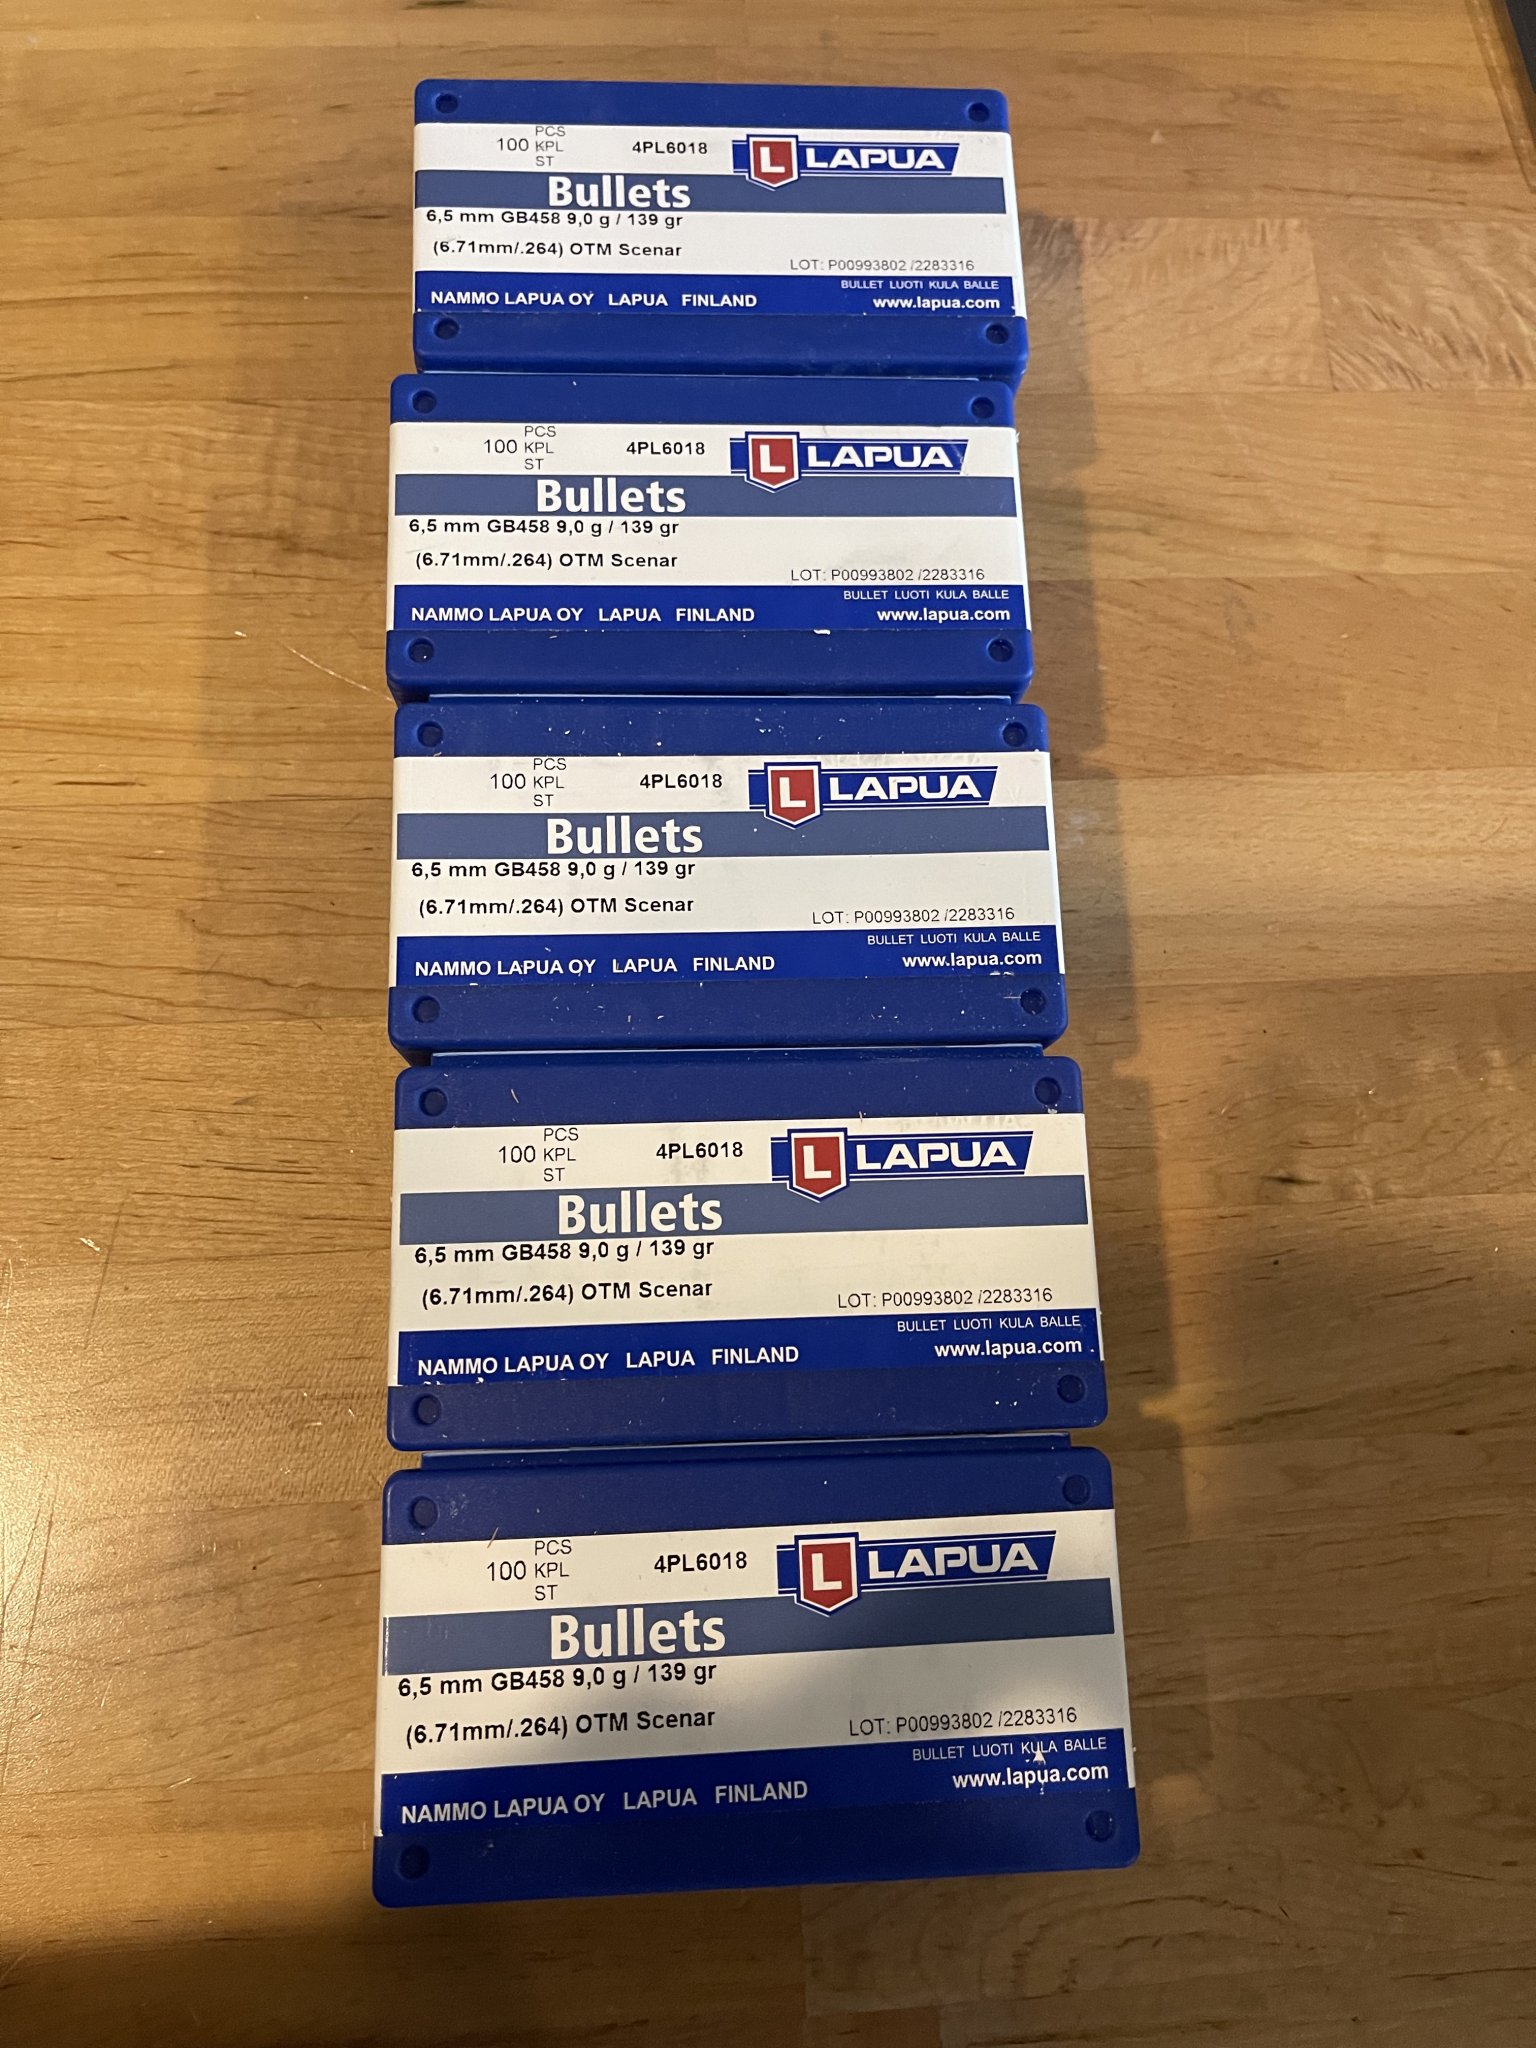 PCS
100 KPL 4PL6018 L LAPUA
ST
Bullets
6,5 mm GB458 9,0 g / 139 gr
(6.71mm/.264) OTM Scenar
LOT: P00993802 /2283316
BULLET LUOTI KULA BALLE
NAMMO LAPUA OY LAPUA FINLAND www.lapua.com
PCS
100 KPL 4PL6018 L LAPUA
ST
Bullets
6,5 mm GB458 9,0 g / 139 gr
(6.71mm/.264) OTM Scenar
LOT: P00993802 /2283316
BULLET LUOTI KULA BALLE
NAMMO LAPUA OY LAPUA FINLAND www.lapua.com
PCS
100 KPL 4PL6018 L LAPUA
ST
Bullets
6,5 mm GB458 9,0 g / 139 gr
(6.71mm/.264) OTM Scenar
LOT: P00993802 /2283316
BULLET LUOTI KULA BALLE
NAMMO LAPUA OY LAPUA FINLAND www.lapua.com
PCS
100 KPL 4PL6018 L LAPUA
ST
Bullets
6,5 mm GB458 9,0 g / 139 gr
(6.71mm/.264) OTM Scenar
LOT: P00993802 /2283316
BULLET LUOTI KULA BALLE
NAMMO LAPUA OY LAPUA FINLAND www.lapua.com
PCS
100 KPL 4PL6018 L LAPUA
ST
Bullets
6,5 mm GB458 9,0 g / 139 gr
(6.71mm/.264) OTM Scenar
LOT: P00993802 /2283316
BULLET LUOTI KULA BALLE
NAMMO LAPUA OY LAPUA FINLAND www.lapua.com